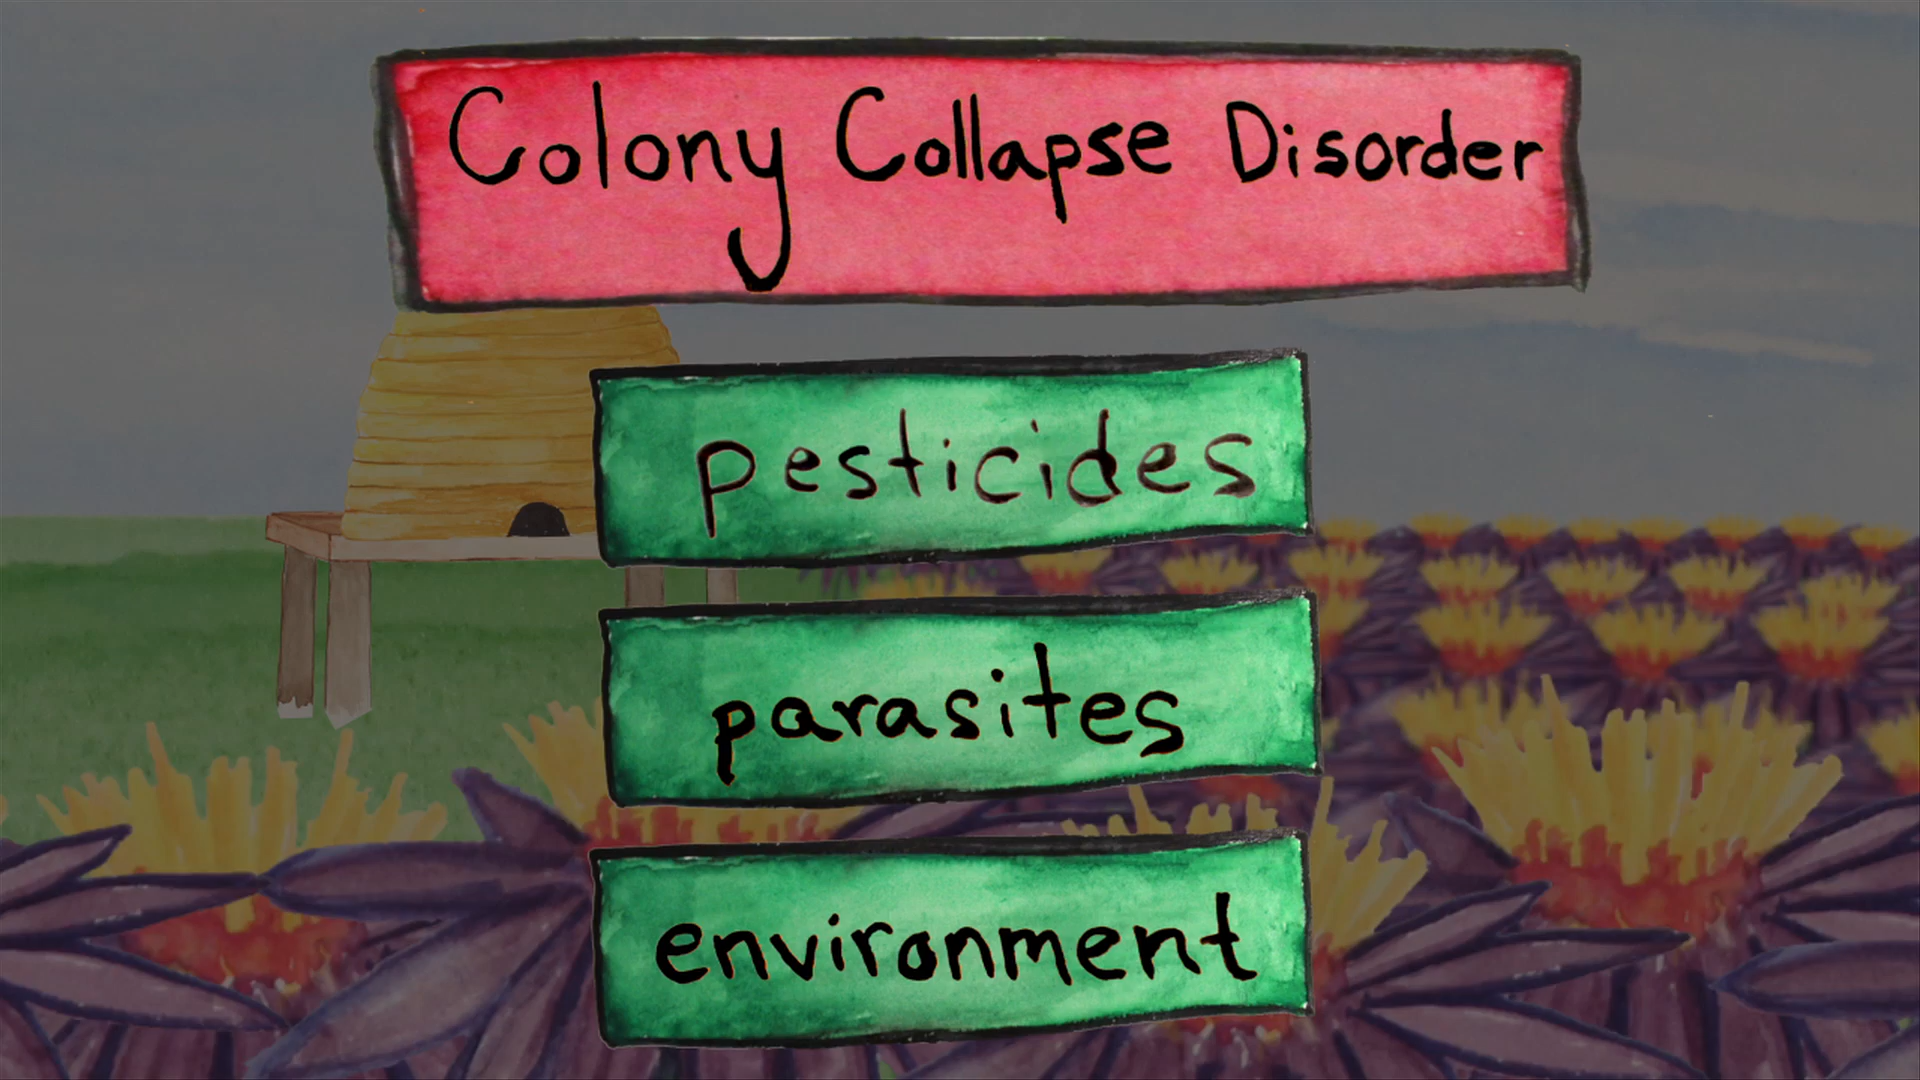 Colony Collapse Disorder
pesticides
parasites
environment